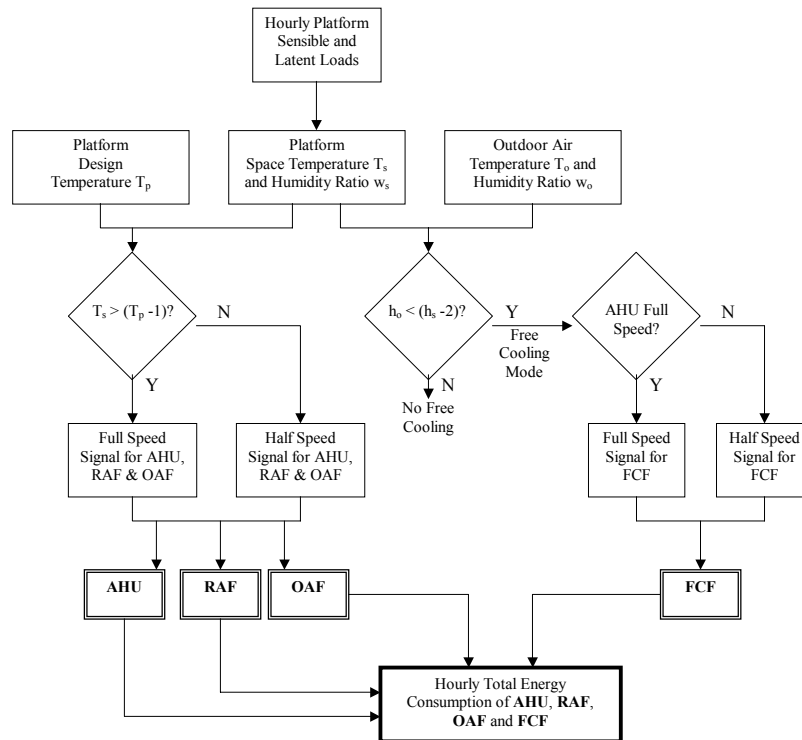 Hourly Platform
Sensible and
Latent Loads
Platform
Design
Temperature Tp
Platform
Space Temperature Ts
and Humidity Ratio ws
Outdoor Air
Temperature To and
Humidity Ratio wo
Ts > (Tp -1)?
N
Y
ho < (hs -2)?
Y
Free
Cooling
Mode
N
No Free
Cooling
AHU Full
Speed?
N
Y
Full Speed
Signal for AHU,
RAF & OAF
Half Speed
Signal for AHU,
RAF & OAF
Full Speed
Signal for
FCF
Half Speed
Signal for
FCF
AHU
RAF
OAF
FCF
Hourly Total Energy
Consumption of AHU, RAF,
OAF and FCF